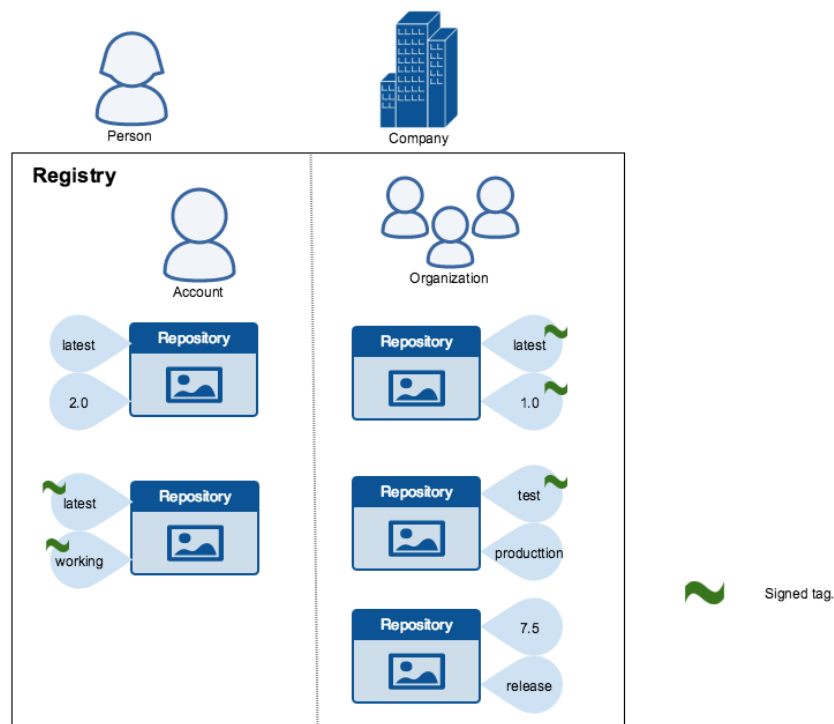 Person
Company
Registry
Account
Organization
latest
Repository
2.0
Repository
latest
1.0
latest
Repository
working
Repository
test
producttion
Repository
7.5
release
Signed tag.